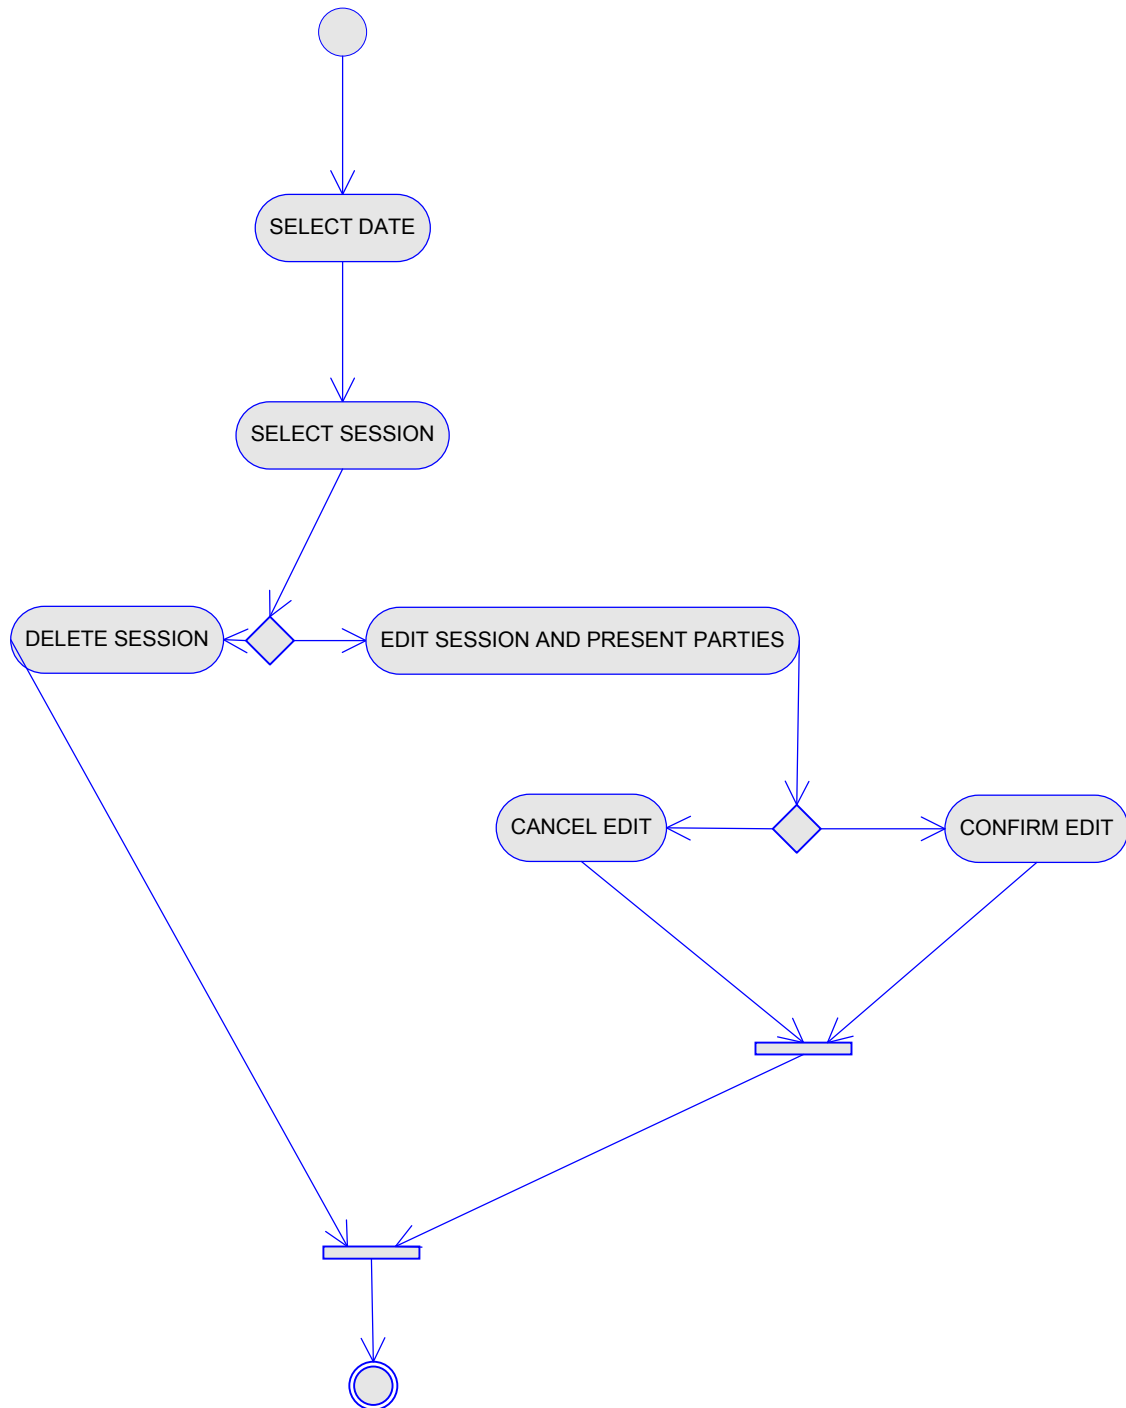 SELECT DATE
SELECT SESSION
DELETE SESSION
EDIT SESSION AND PRESENT PARTIES
CANCEL EDIT
CONFIRM EDIT